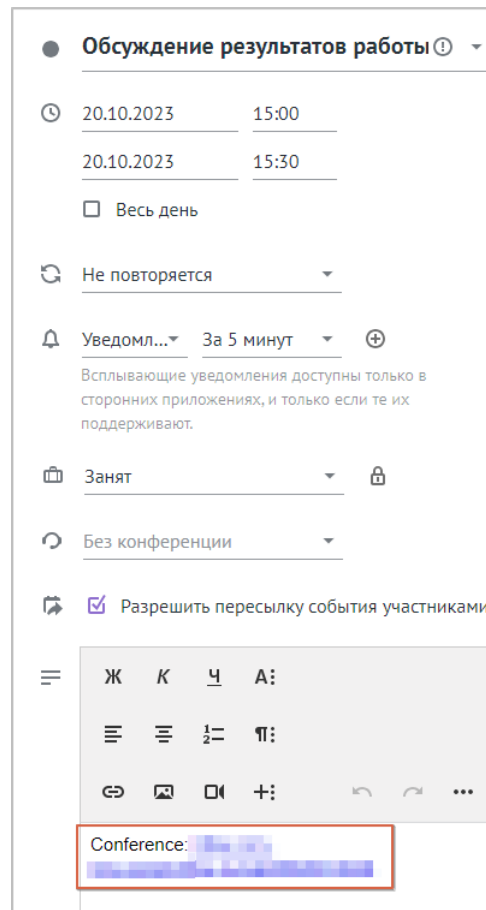 Обсуждение результатов работы
20.10.2023 15:00
20.10.2023 15:30
Весь день
Не повторяется
Уведомл... За 5 минут
Всплывающие уведомления доступны только в
сторонних приложениях, и только если те их
поддерживают.
Занят
Без конференции
Разрешить пересылку события участниками
Ж К Ч А
Conference: